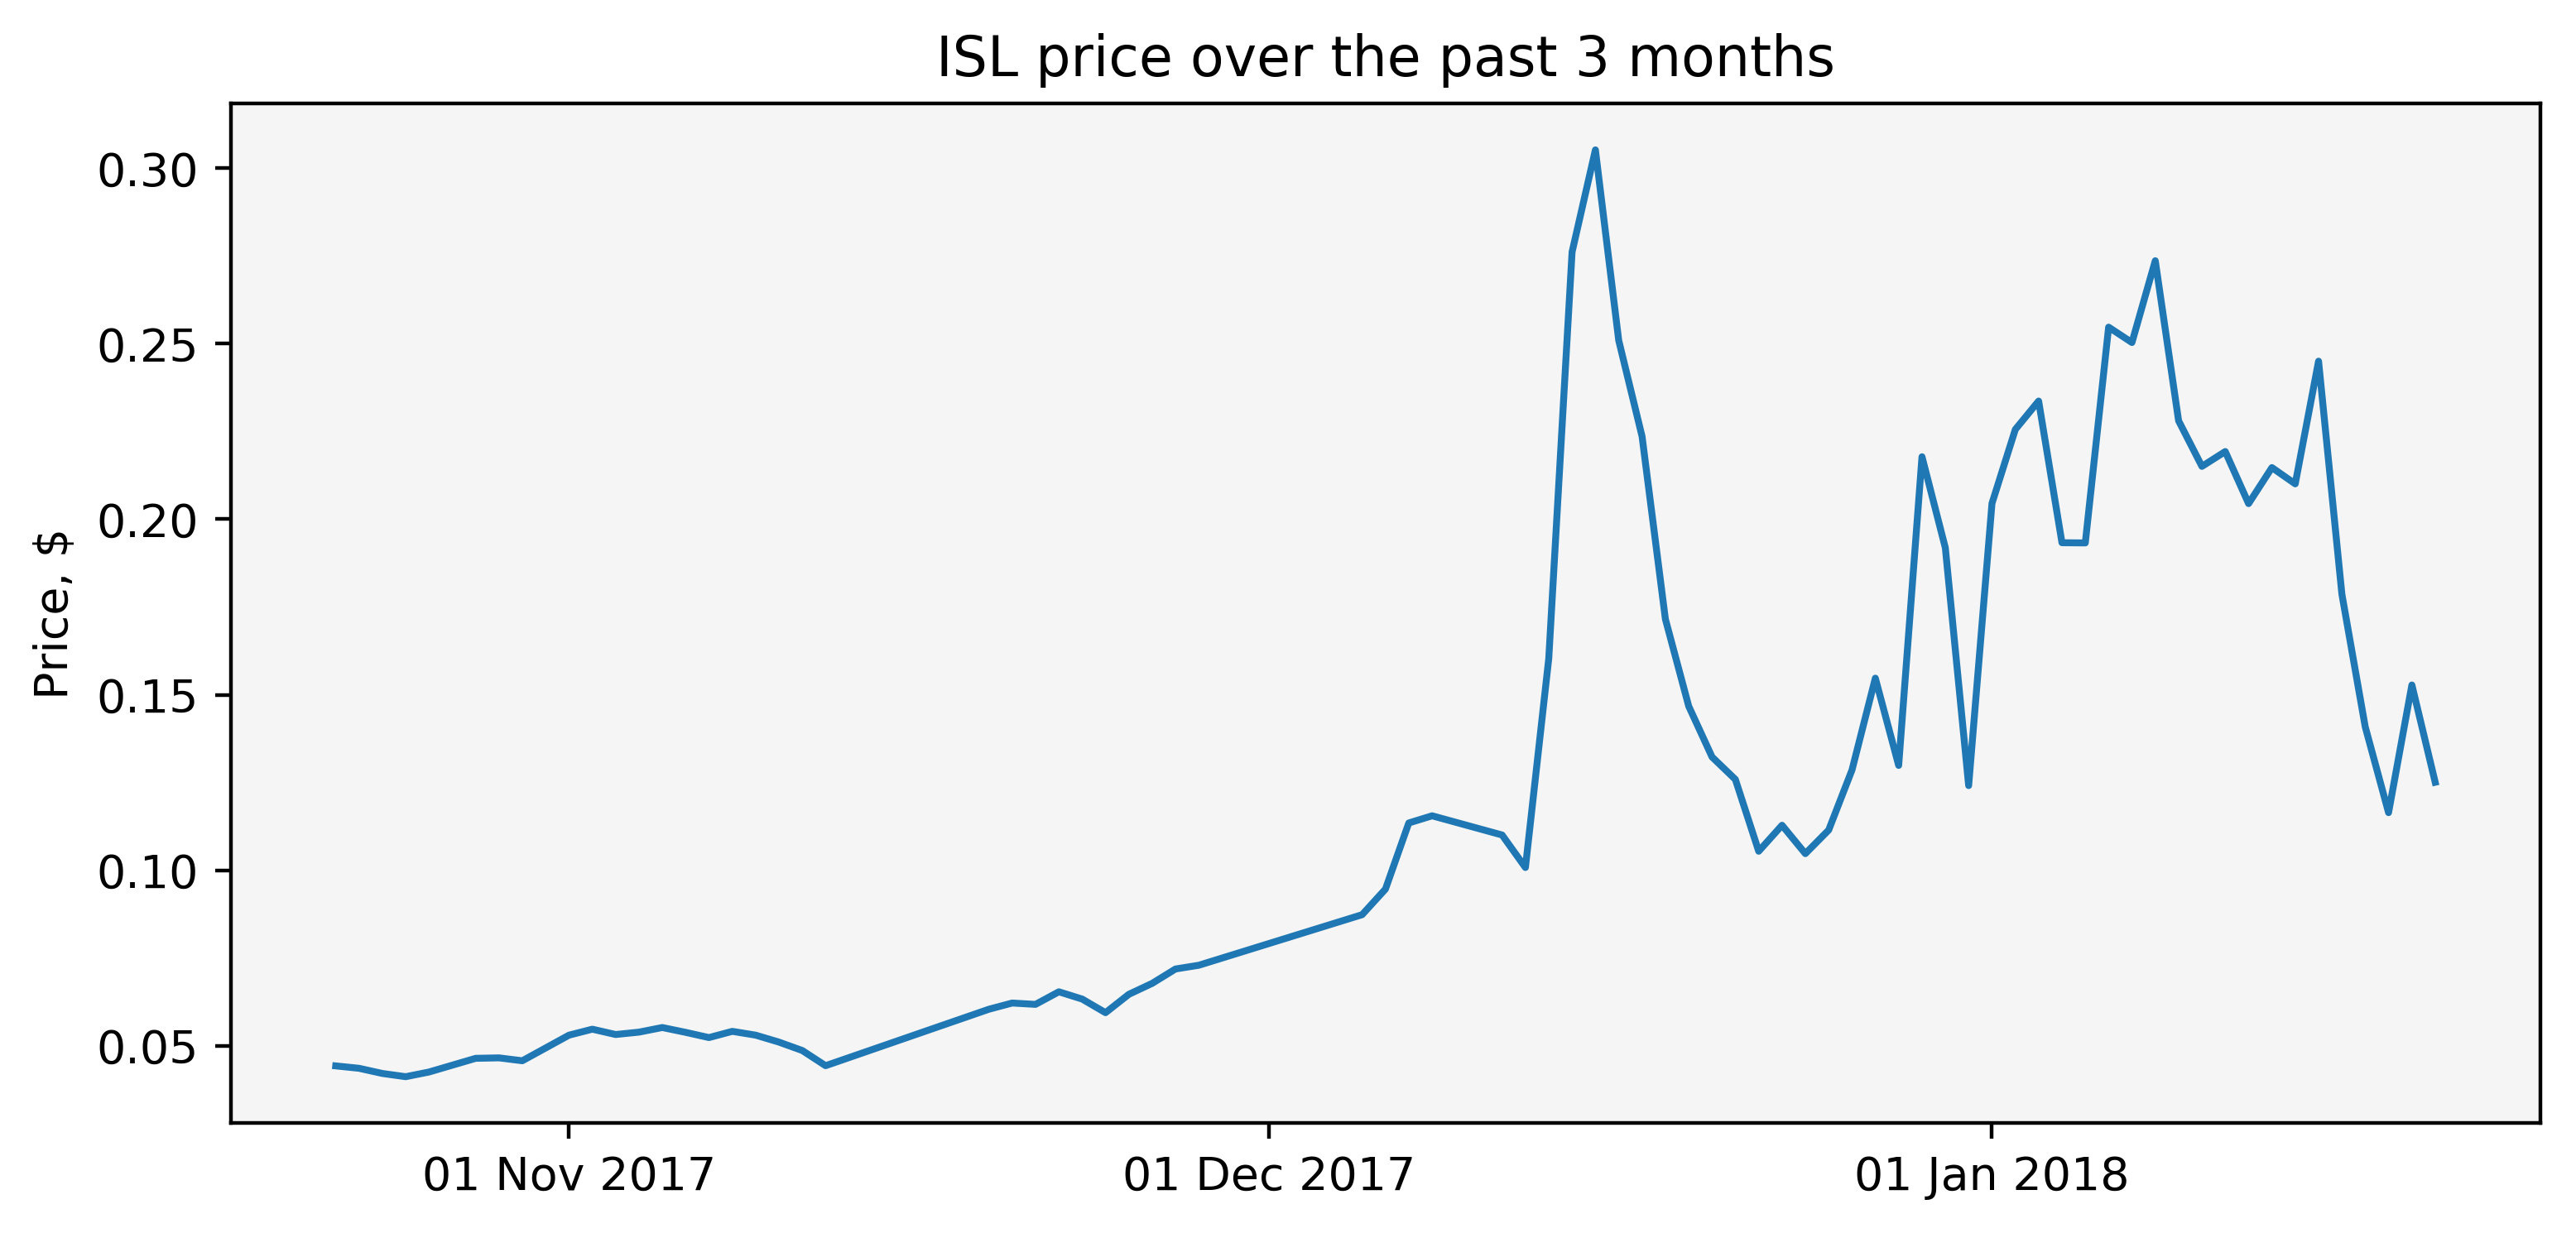 ISL price over the past 3 months
Price, $
0.30
0.25
0.20
0.15
0.10
0.05
01 Nov 2017
01 Dec 2017
01 Jan 2018